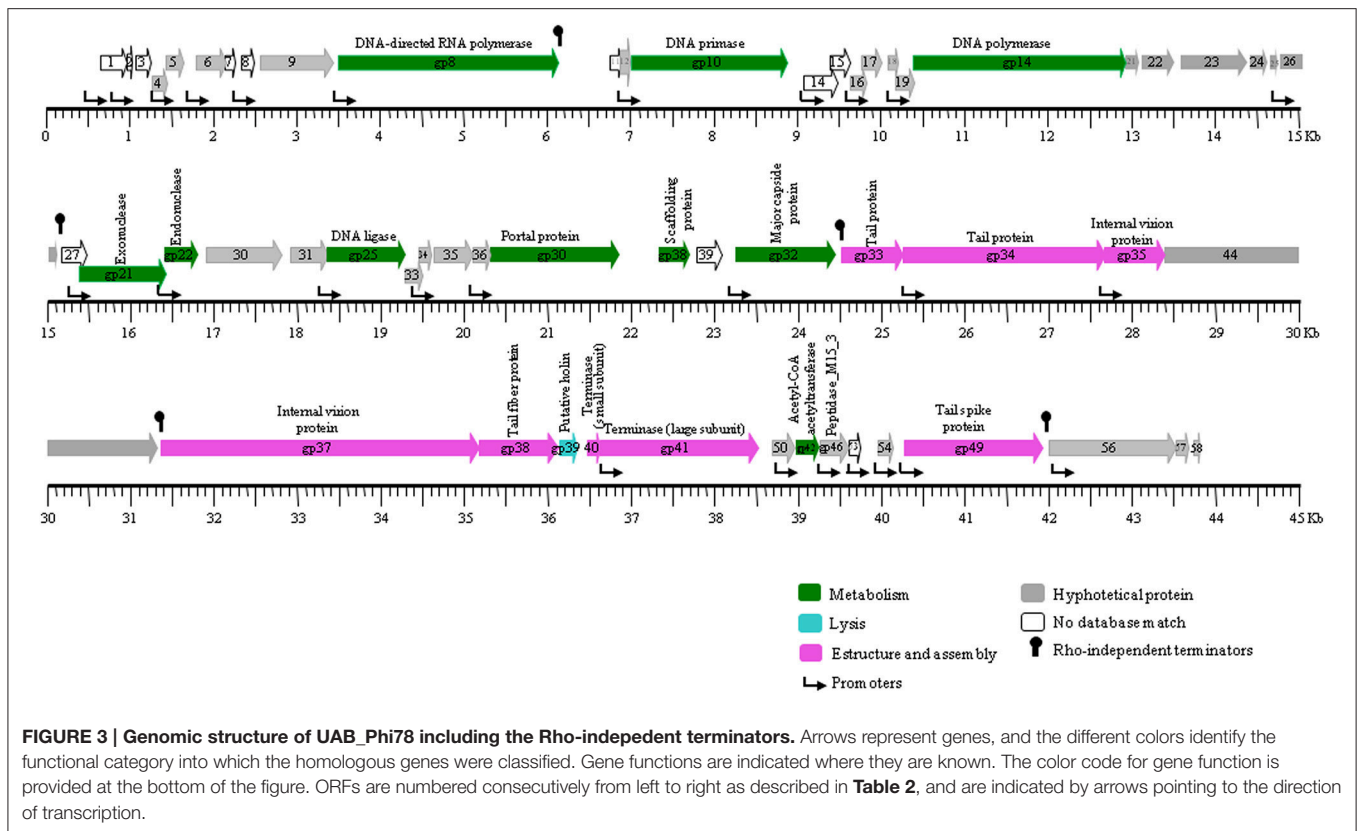 DNA-directed RNA polymerase DNA primase DNA polymerase
1 2 3 4 5 6 7 8 9 gp8 11 12 gp10 14 15 16 17 18 19 gp14 21 22 23 24 25 26
0 1 2 3 4 5 6 7 8 9 10 11 12 13 14 15 Kb
Exonuclease Endonuclease DNA ligase Portal protein Scaffolding protein Major capside protein Tail protein Tail protein Internal virion protein
27 gp21 gp22 30 31 gp25 33 34 35 36 gp30 gp38 39 gp32 gp33 gp34 gp35 44
15 16 17 18 19 20 21 22 23 24 25 26 27 28 29 30 Kb
Internal virion protein Tail fiber protein Putative holin Terminase (small subunit) Terminase (large subunit) Acetyl-CoA acetyltransferase Peptidase_M15_3 Tail spike protein
gp37 gp38 gp39 40 gp41 50 gp46 54 gp49 56 57 58
30 31 32 33 34 35 36 37 38 39 40 41 42 43 44 45 Kb
Metabolism
Lysis
Estructure and assembly
Promoters
Hyphotetical protein
No database match
Rho-independent terminators
FIGURE 3 | Genomic structure of UAB_Phi78 including the Rho-indepedent terminators. Arrows represent genes, and the different colors identify the
functional category into which the homologous genes were classified. Gene functions are indicated where they are known. The color code for gene function is
provided at the bottom of the figure. ORFs are numbered consecutively from left to right as described in Table 2, and are indicated by arrows pointing to the direction
of transcription.